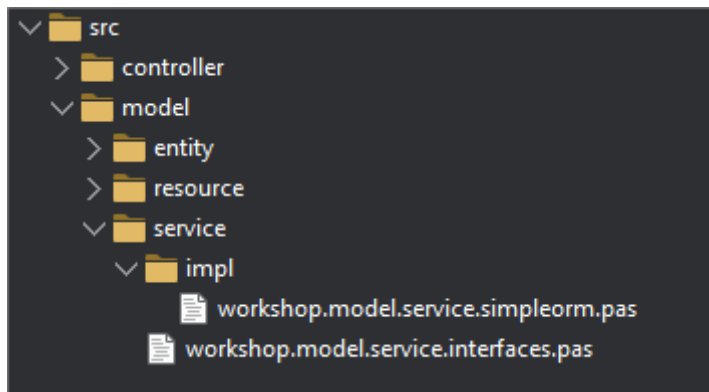 src
controller
model
entity
resource
service
impl
workshop.model.service.simpleorm.pas
workshop.model.service.interfaces.pas